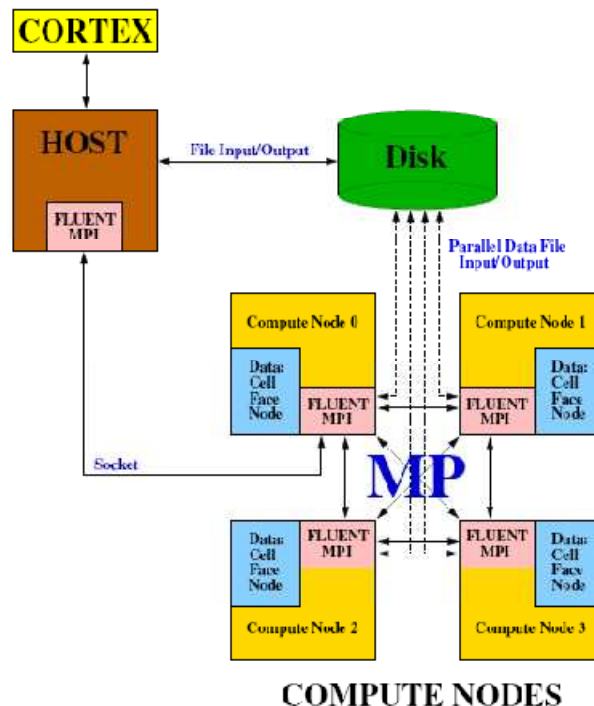 CORTEX
HOST
File Input/Output
Disk
FLUENT
MPI
Parallel Data File
Input/Output
Compute Node 0
Compute Node 1
Data:
Cell
Face
Node
FLUENT
MPI
FLUENT
MPI
Data:
Cell
Face
Node
Socket
MP
Data:
Cell
Face
Node
FLUENT
MPI
FLUENT
MPI
Data:
Cell
Face
Node
Compute Node 2
Compute Node 3
COMPUTE NODES